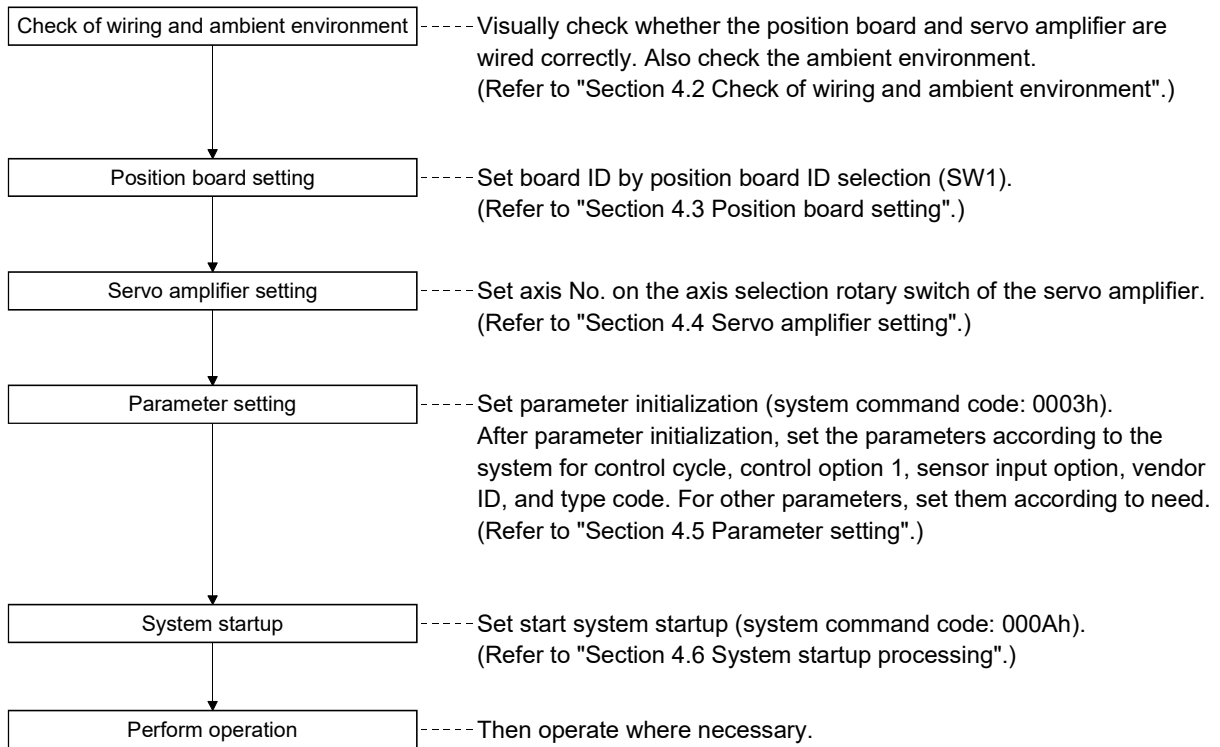 Check of wiring and ambient environment
Visually check whether the position board and servo amplifier are
wired correctly. Also check the ambient environment.
(Refer to "Section 4.2 Check of wiring and ambient environment".)
Position board setting
Set board ID by position board ID selection (SW1).
(Refer to "Section 4.3 Position board setting".)
Servo amplifier setting
Set axis No. on the axis selection rotary switch of the servo amplifier.
(Refer to "Section 4.4 Servo amplifier setting".)
Parameter setting
Set parameter initialization (system command code: 0003h).
After parameter initialization, set the parameters according to the
system for control cycle, control option 1, sensor input option, vendor
ID, and type code. For other parameters, set them according to need.
(Refer to "Section 4.5 Parameter setting".)
System startup
Set start system startup (system command code: 000Ah).
(Refer to "Section 4.6 System startup processing".)
Perform operation
Then operate where necessary.